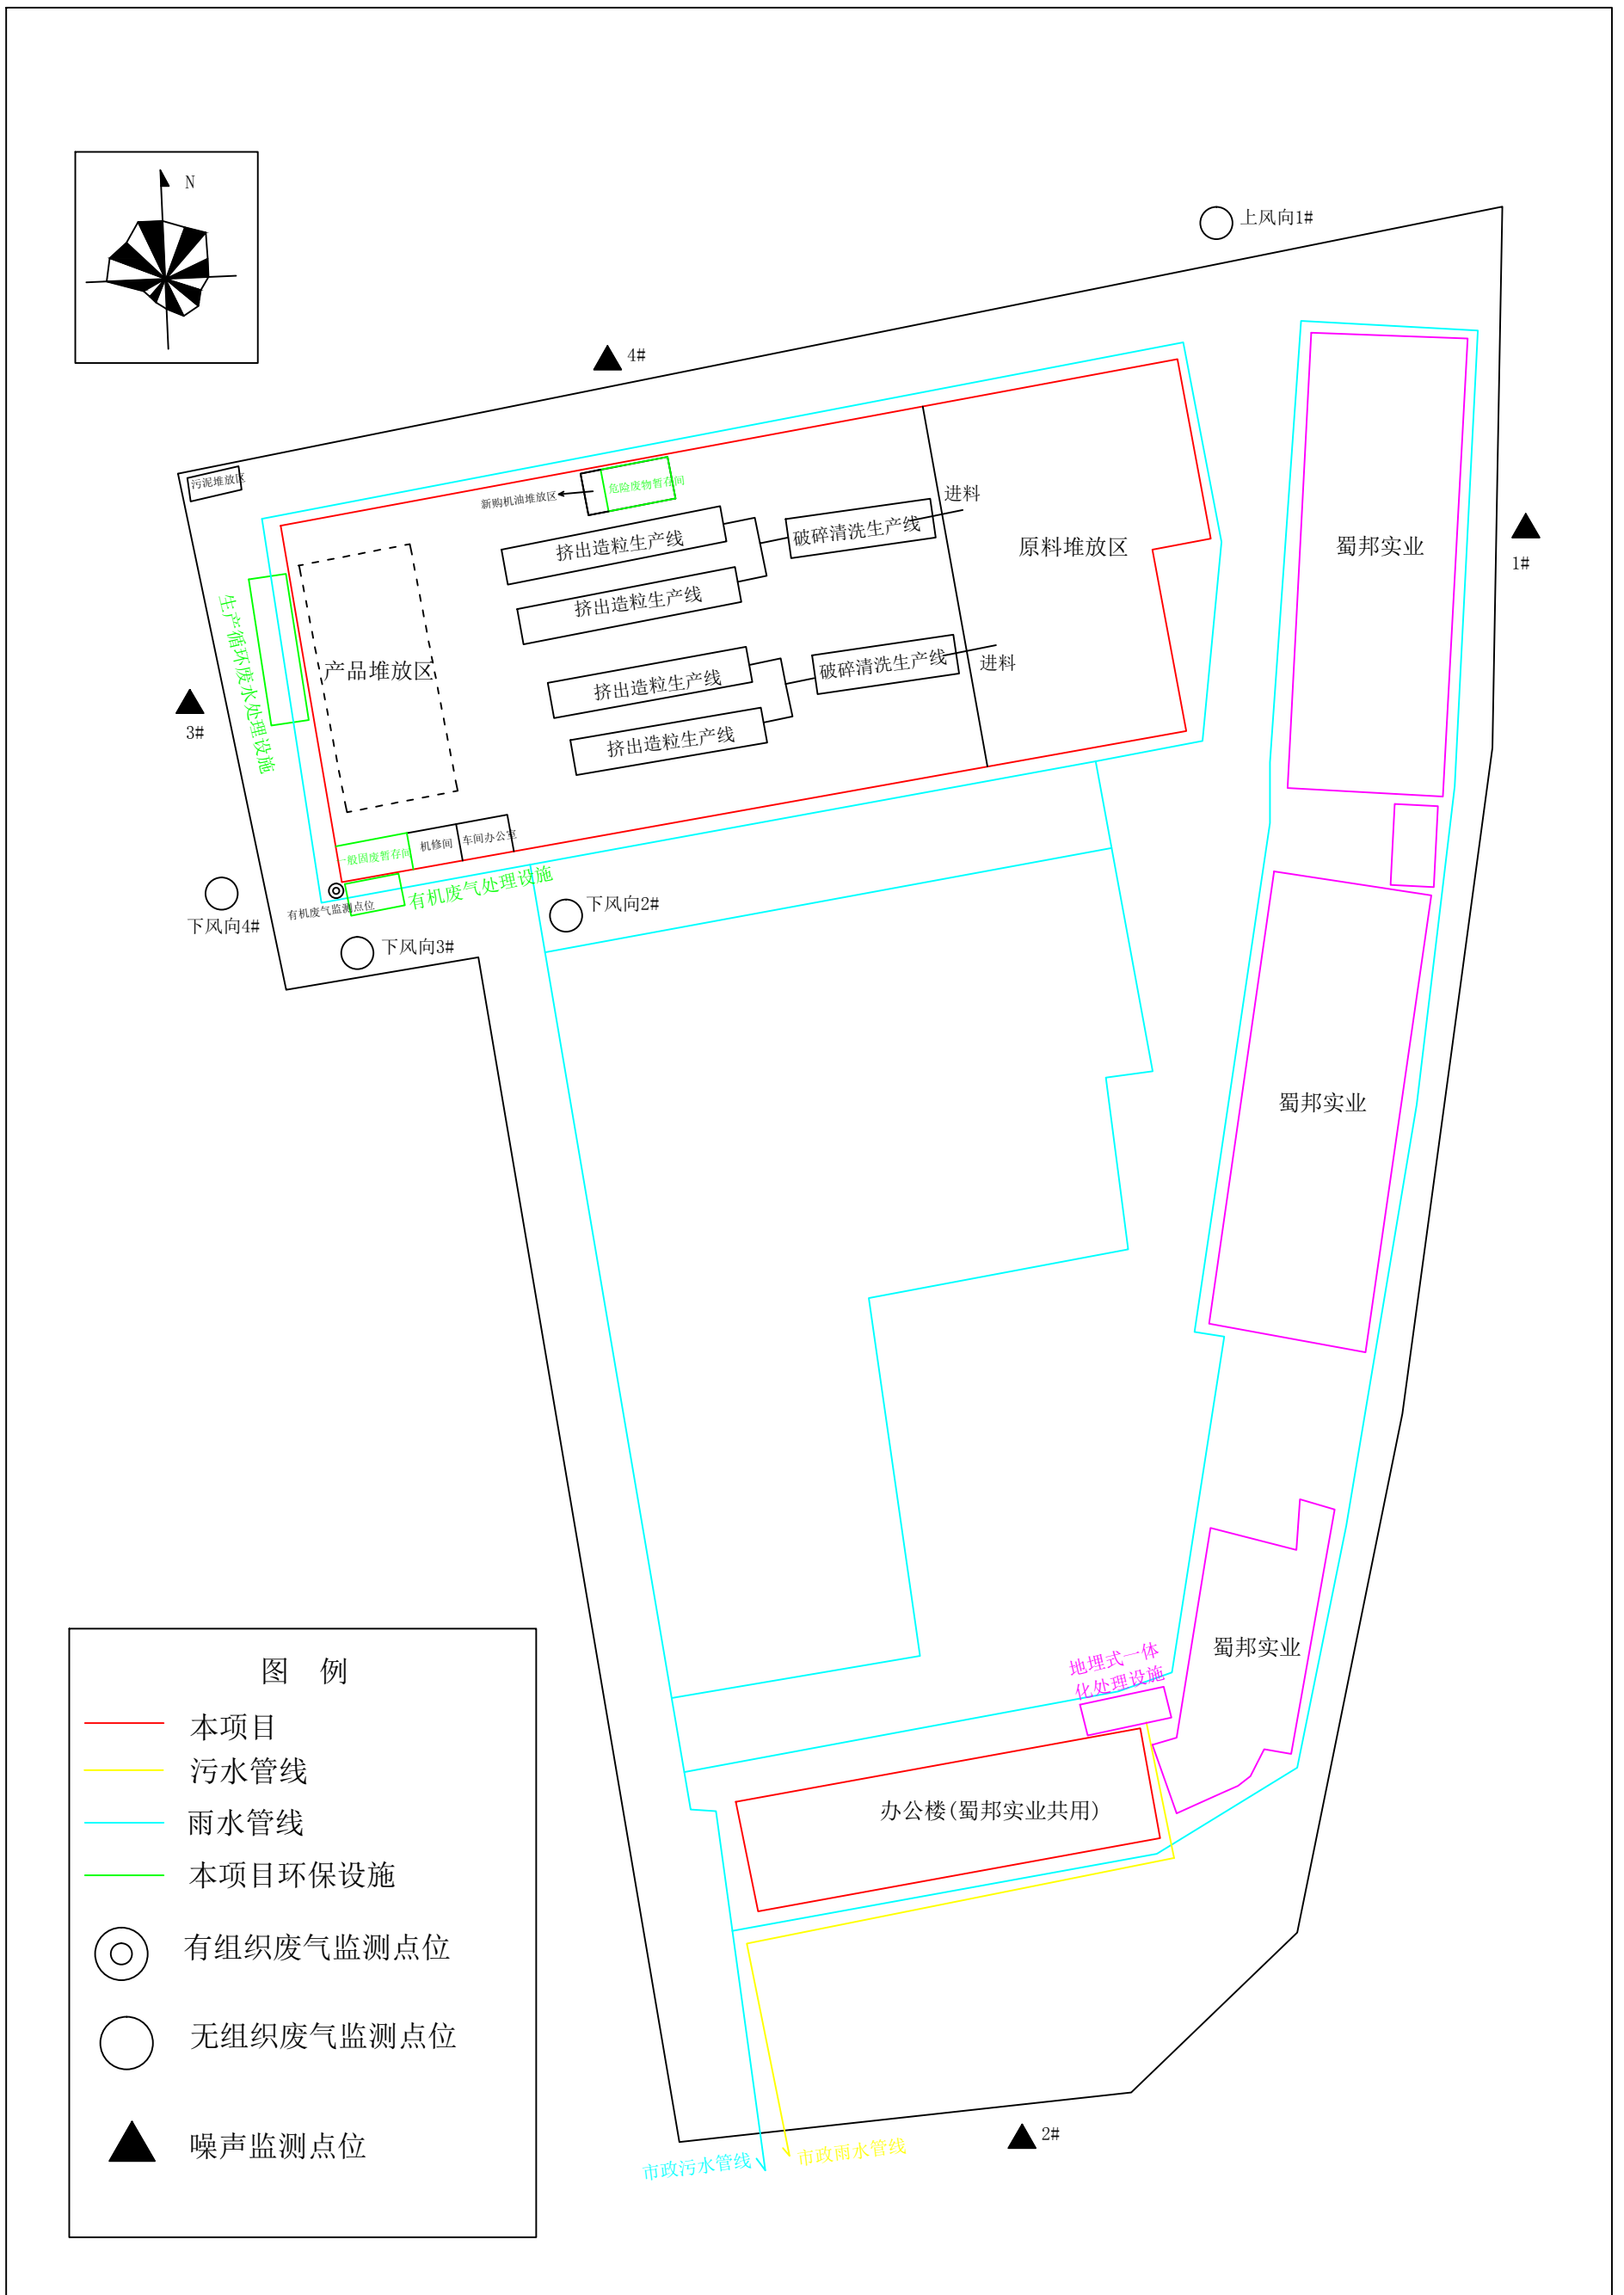 N
上风向1#
4#
污泥堆放区
新购机油堆放区
危险废物暂存间
进料
挤出造粒生产线
破碎清洗生产线
原料堆放区
蜀邦实业
1#
挤出造粒生产线
生产循环废水处理设施
产品堆放区
挤出造粒生产线
破碎清洗生产线
进料
3#
挤出造粒生产线
一般固废暂存间
机修间
车间办公室
有机废气处理设施
有机废气监测点位
下风向4#
下风向3#
下风向2#
蜀邦实业
蜀邦实业
地埋式一体
化处理设施
办公楼(蜀邦实业共用)
图 例
本项目
污水管线
雨水管线
本项目环保设施
有组织废气监测点位
无组织废气监测点位
噪声监测点位
市政污水管线
市政雨水管线
2#